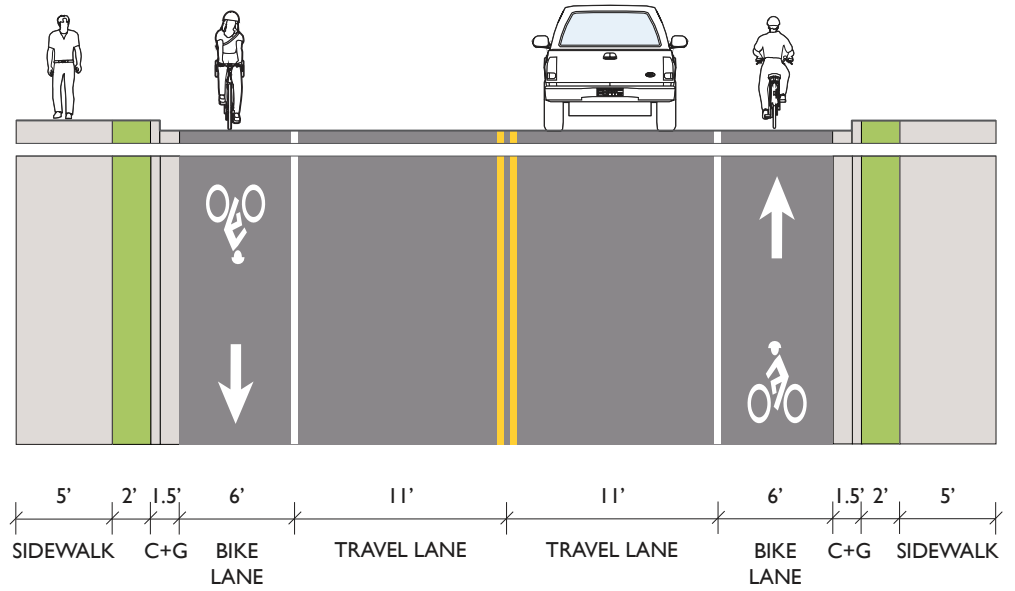 5’ 2’ 1.5’ 6’ 11’ 11’ 6’ 1.5’ 2’ 5’
SIDEWALK C+G BIKE TRAVEL LANE TRAVEL LANE BIKE C+G SIDEWALK
LANE LANE